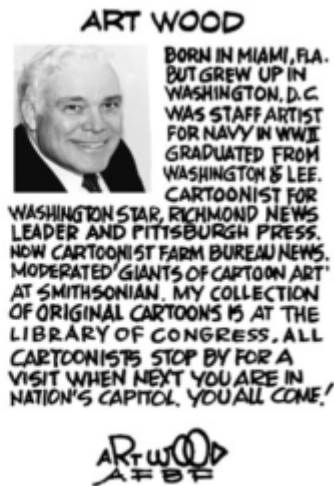 ART WOOD
BORN IN MIAMI, FLA.
BUT GREW UP IN
WASHINGTON, D.C.
WAS STAFF ARTIST
FOR NAVY IN WWII
GRADUATED FROM
WASHINGTON & LEE.
CARTOONIST FOR
WASHINGTON STAR, RICHMOND NEWS
LEADER AND PITTSBURGH PRESS.
NOW CARTOONIST FARM BUREAU NEWS.
MODERATED 'GIANTS OF CARTOON ART'
AT SMITHSONIAN. MY COLLECTION
OF ORIGINAL CARTOONS IS AT THE
LIBRARY OF CONGRESS. ALL
CARTOONISTS STOP BY FOR A
VISIT WHEN NEXT YOU ARE IN
NATION'S CAPITOL. YOU ALL COME!
ART WOOD
AFBF